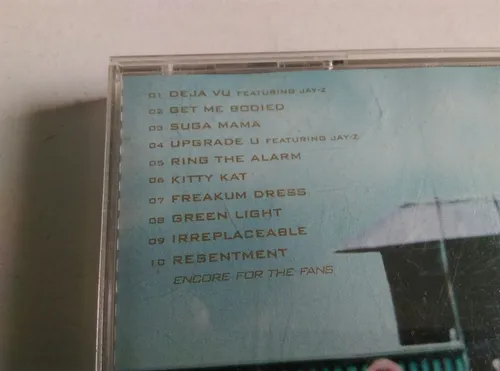 01 DEJA VU FEATURING JAY-Z
02 GET ME BODIED
03 SUGA MAMA
04 UPGRADE U FEATURING JAY-Z
05 RING THE ALARM
06 KITTY KAT
07 FREAKUM DRESS
08 GREEN LIGHT
09 IRREPLACEABLE
10 RESENTMENT
ENCORE FOR THE FANS